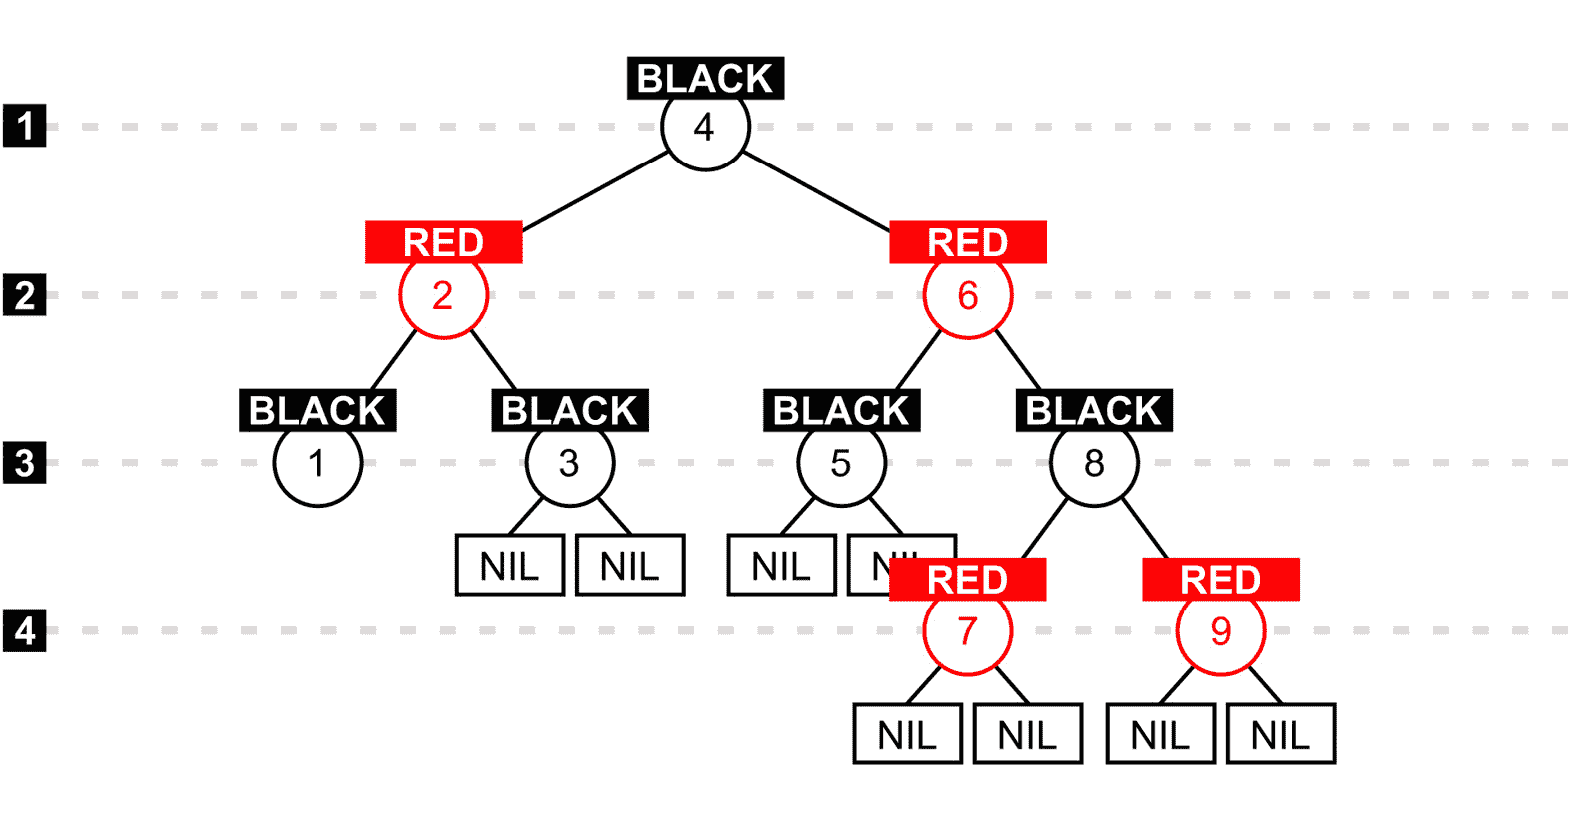 BLACK
1
4
RED RED
2
2 6
BLACK BLACK BLACK BLACK
3
1 3 5 8
NIL NIL NIL NIL
RED RED
4
7 9
NIL NIL NIL NIL